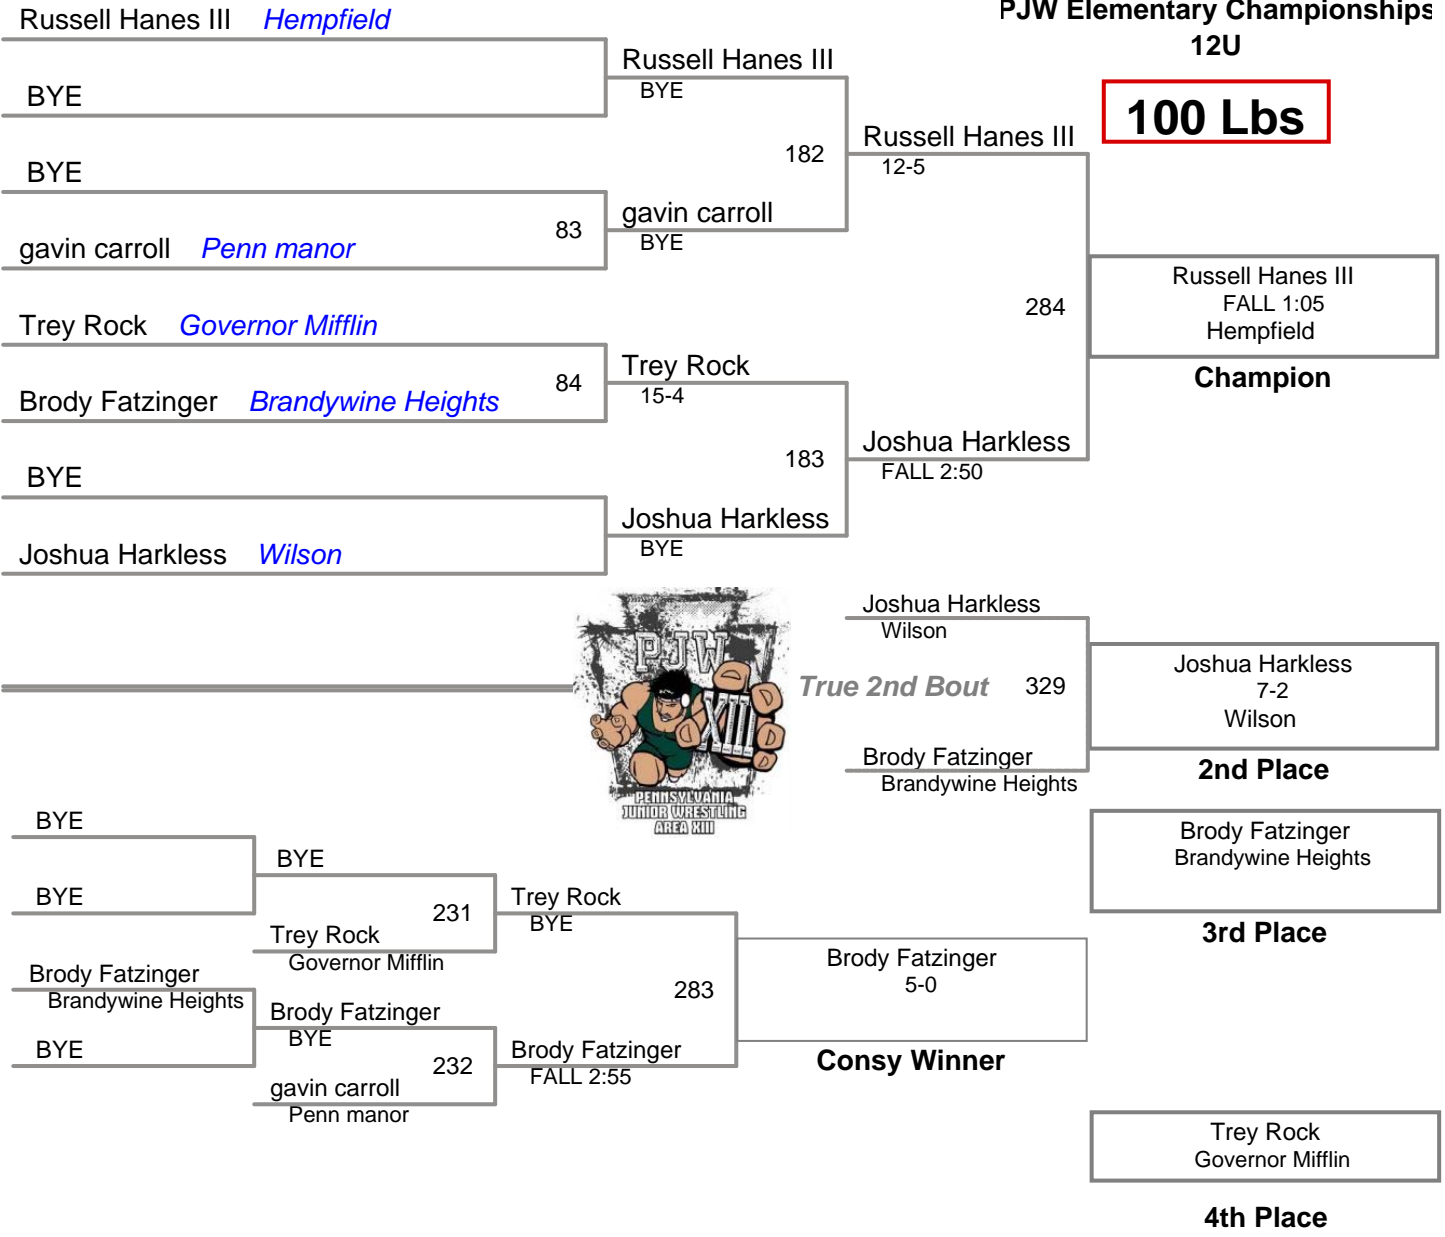 Russell Hanes III Hempfield
PJW Elementary Championships
12U
100 Lbs
BYE
Russell Hanes III
BYE
BYE
182
Russell Hanes III
12-5
gavin carroll Penn manor
83
gavin carroll
BYE
Trey Rock Governor Mifflin
284
Russell Hanes III
FALL 1:05
Hempfield
Champion
Brody Fatzinger Brandywine Heights
84
Trey Rock
15-4
BYE
183
Joshua Harkless
FALL 2:50
Joshua Harkless Wilson
Joshua Harkless
BYE
PJW
XIII
PENNSYLVANIA
JUNIOR WRESTLING
AREA XIII
Joshua Harkless
Wilson
True 2nd Bout 329
Brody Fatzinger
Brandywine Heights
Joshua Harkless
7-2
Wilson
2nd Place
BYE
BYE
BYE
231
Trey Rock
Governor Mifflin
Trey Rock
BYE
Brody Fatzinger
Brandywine Heights
3rd Place
Brody Fatzinger
Brandywine Heights
BYE
Brody Fatzinger
BYE
232
gavin carroll
Penn manor
283
Brody Fatzinger
FALL 2:55
Brody Fatzinger
5-0
Consy Winner
Trey Rock
Governor Mifflin
4th Place